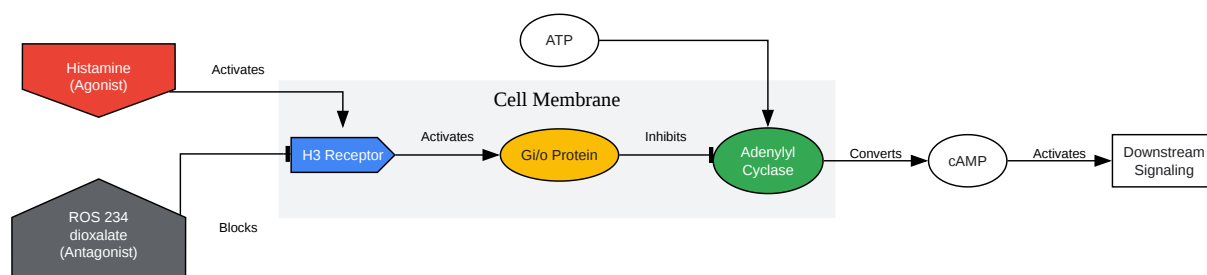 ATP
Histamine
(Agonist)
Activates
Cell Membrane
H3 Receptor
Activates
Gi/o Protein
Inhibits
Adenylyl
Cyclase
Converts
cAMP
Activates
Downstream
Signaling
ROS 234
dioxalate
(Antagonist)
Blocks